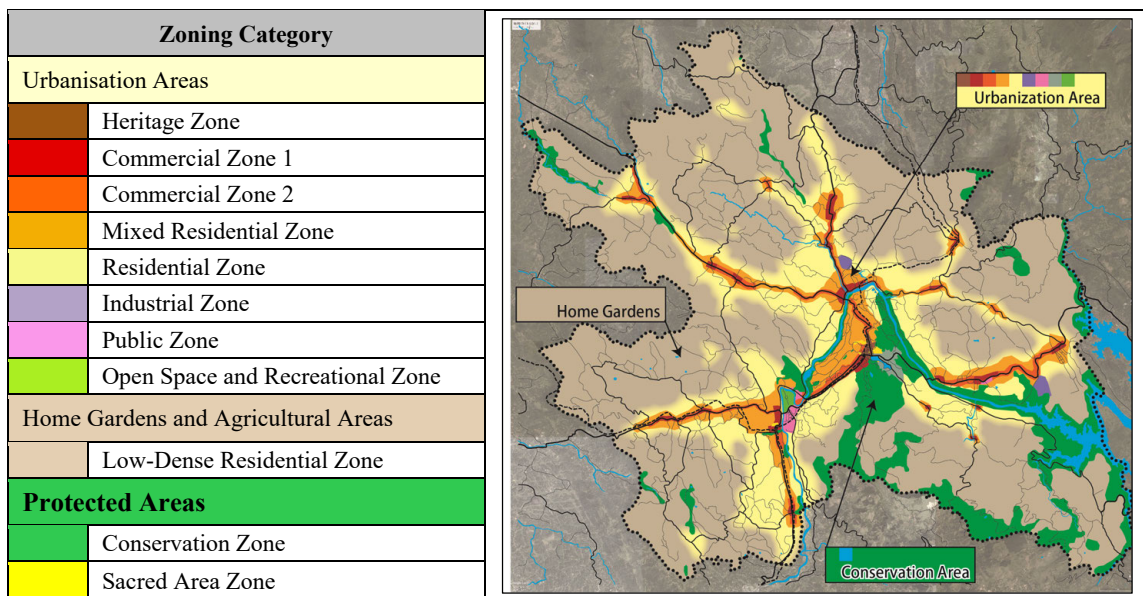 Zoning Category
Urbanisation Areas
Heritage Zone
Commercial Zone 1
Commercial Zone 2
Mixed Residential Zone
Residential Zone
Industrial Zone
Public Zone
Open Space and Recreational Zone
Home Gardens and Agricultural Areas
Low-Dense Residential Zone
Protected Areas
Conservation Zone
Sacred Area Zone
Urbanization Area
Home Gardens
Conservation Area